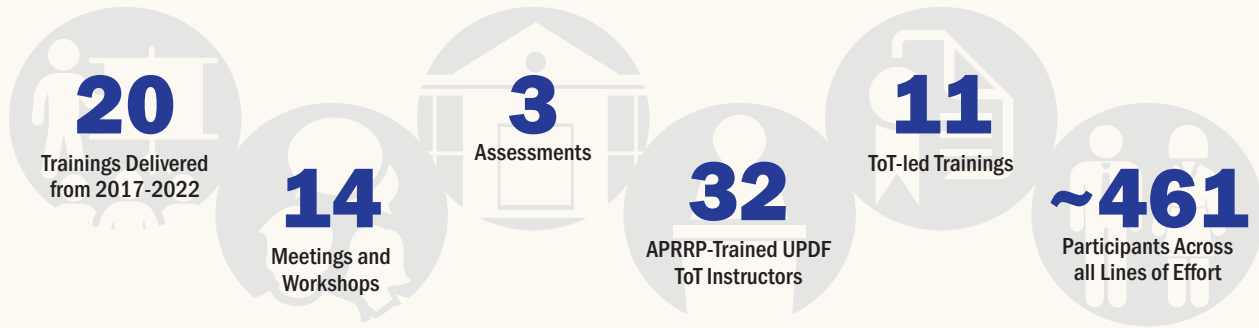 20
Trainings Delivered
from 2017-2022
14
Meetings and
Workshops
3
Assessments
32
APRRP-Trained UPDF
ToT Instructors
11
ToT-led Trainings
~461
Participants Across
all Lines of Effort